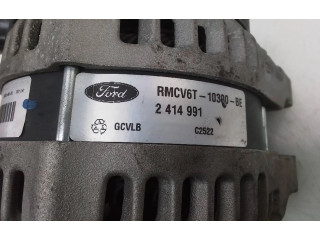 Ford
RMCV6T-10300-BE
2 414 991
GCVLB C2522